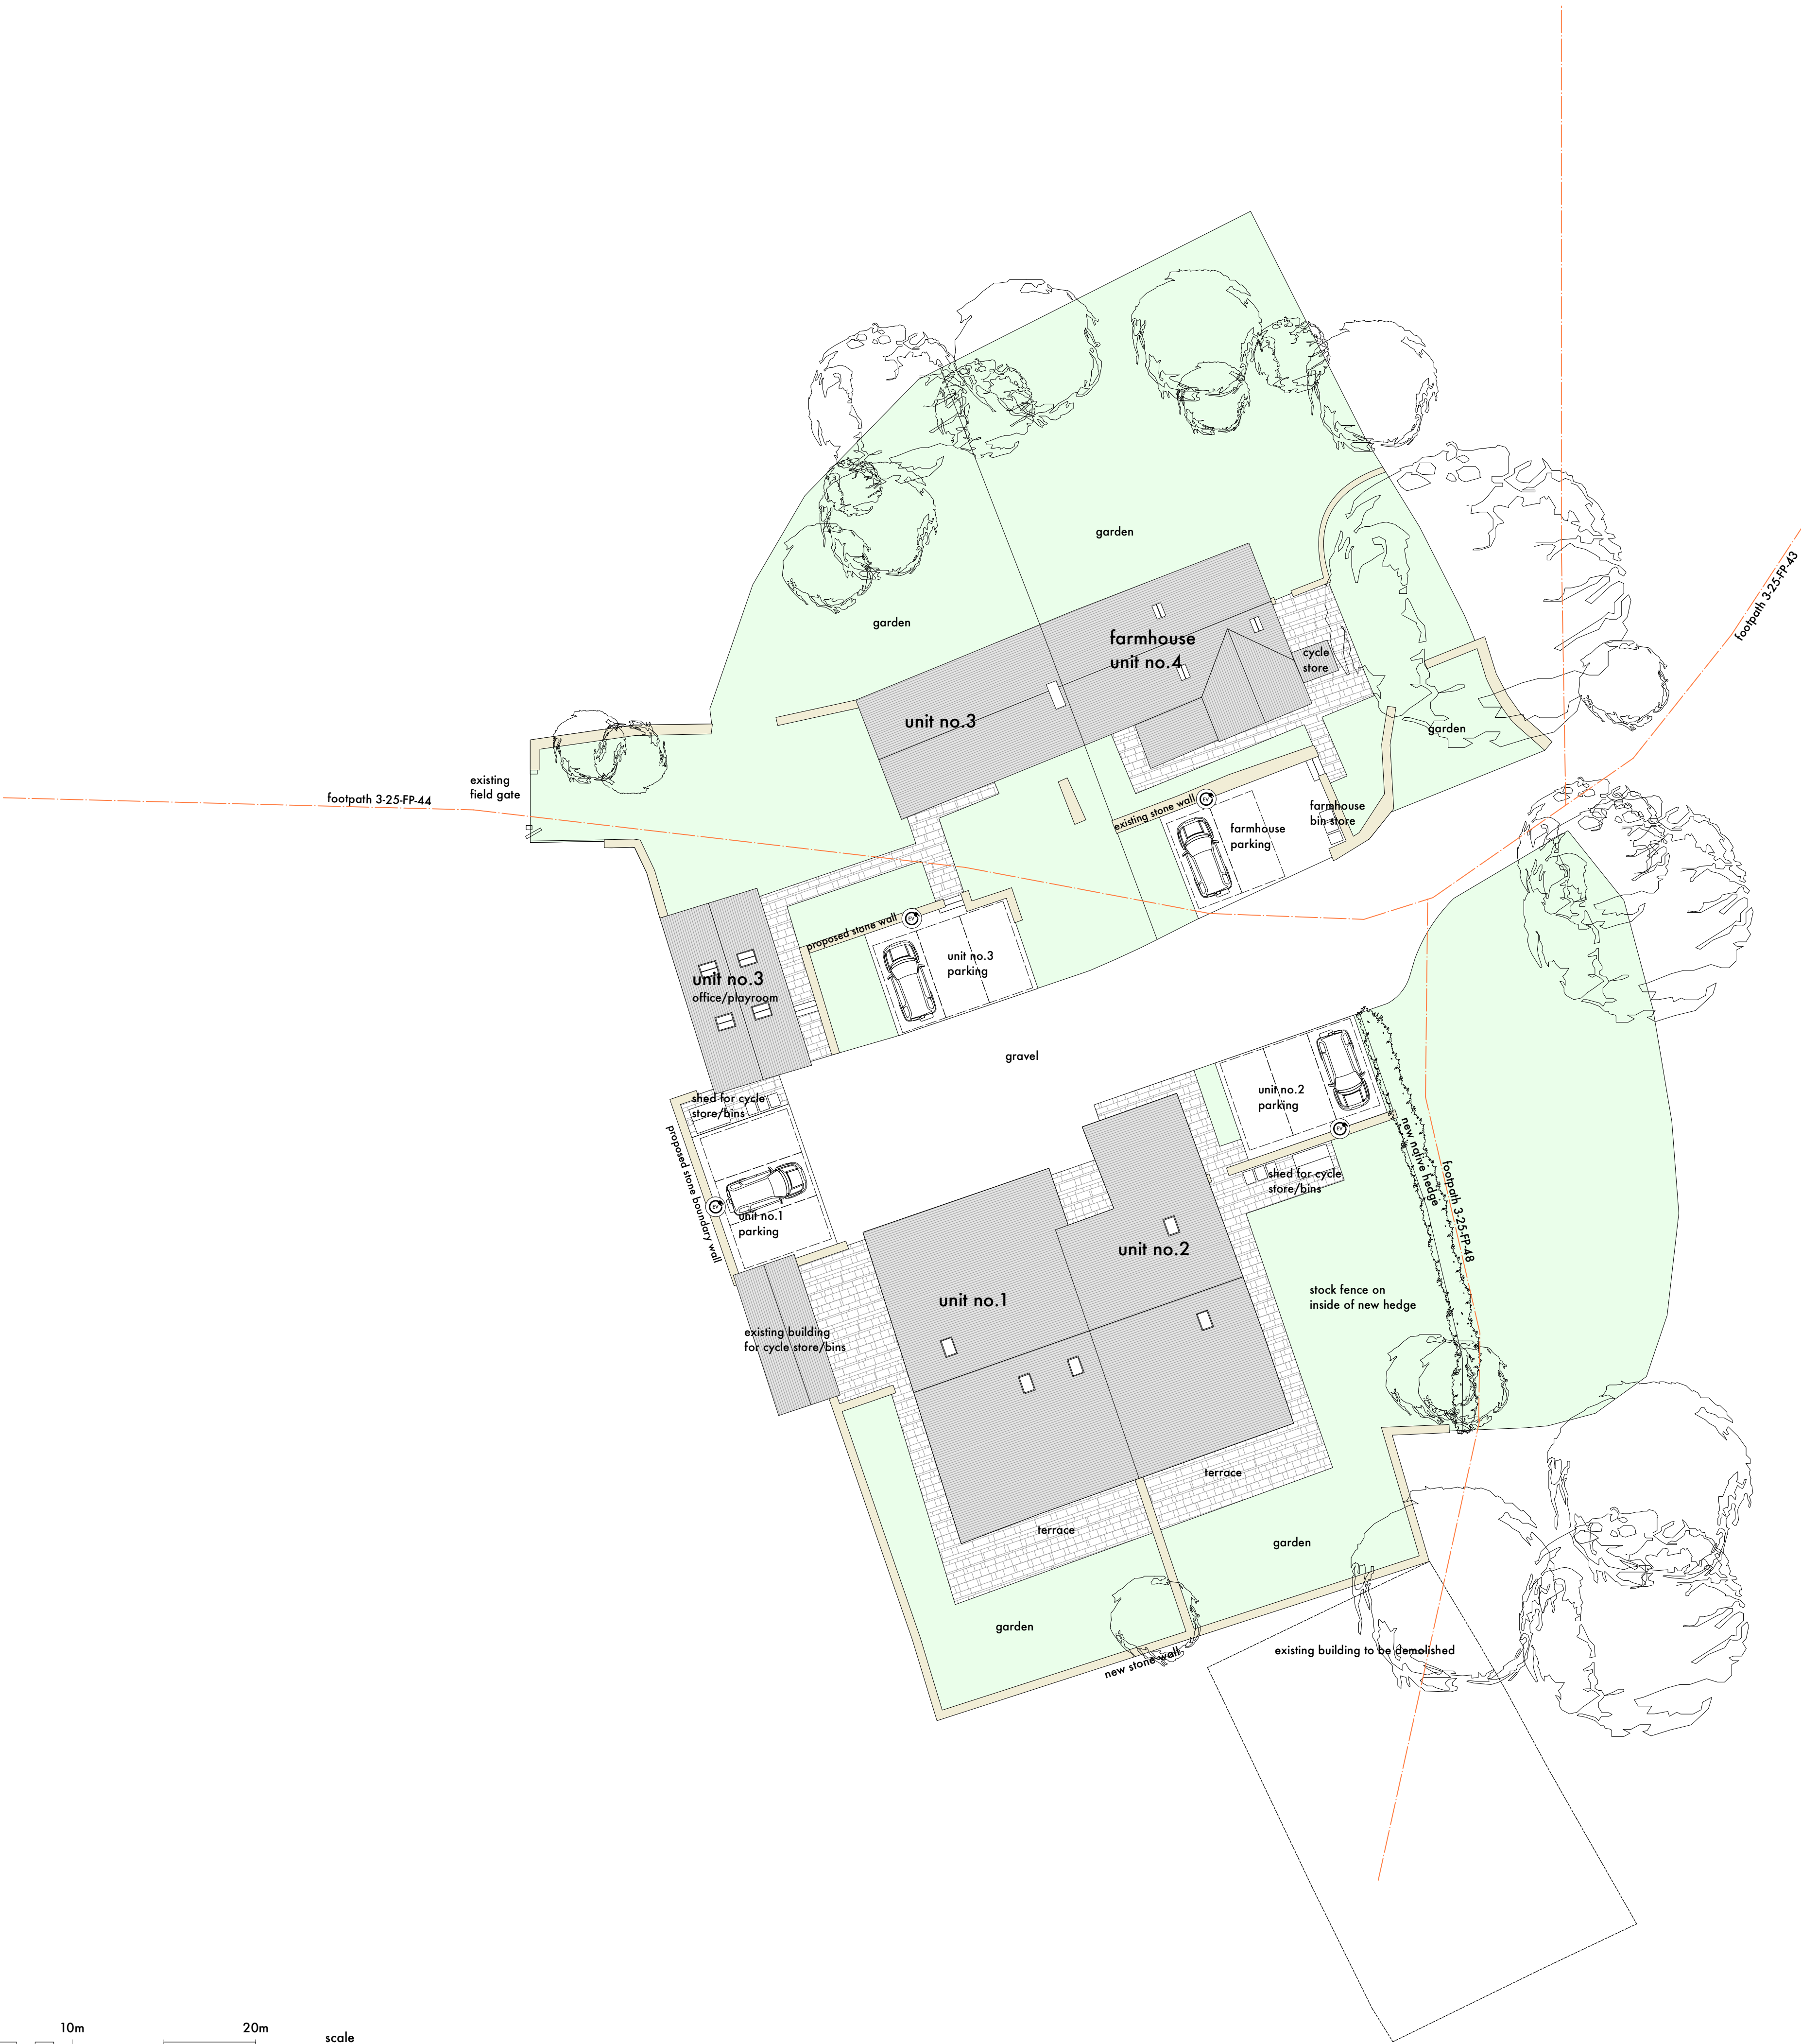 garden
footpath 3-25-FP-43
garden
farmhouse
unit no.4
cycle
store
unit no.3
garden
existing
field gate
footpath 3-25-FP-44
existing stone wall
EV
farmhouse
parking
farmhouse
bin store
proposed stone wall
EV
unit no.3
parking
unit no.3
office/playroom
gravel
shed for cycle
store/bins
unit no.2
parking
EV
new native hedge
footpath 3-25-FP-48
proposed stone boundary wall
EV
unit no.1
parking
shed for cycle
store/bins
unit no.2
unit no.1
stock fence on
inside of new hedge
existing building
for cycle store/bins
terrace
terrace
garden
garden
new stone wall
existing building to be demolished
10m
20m
scale